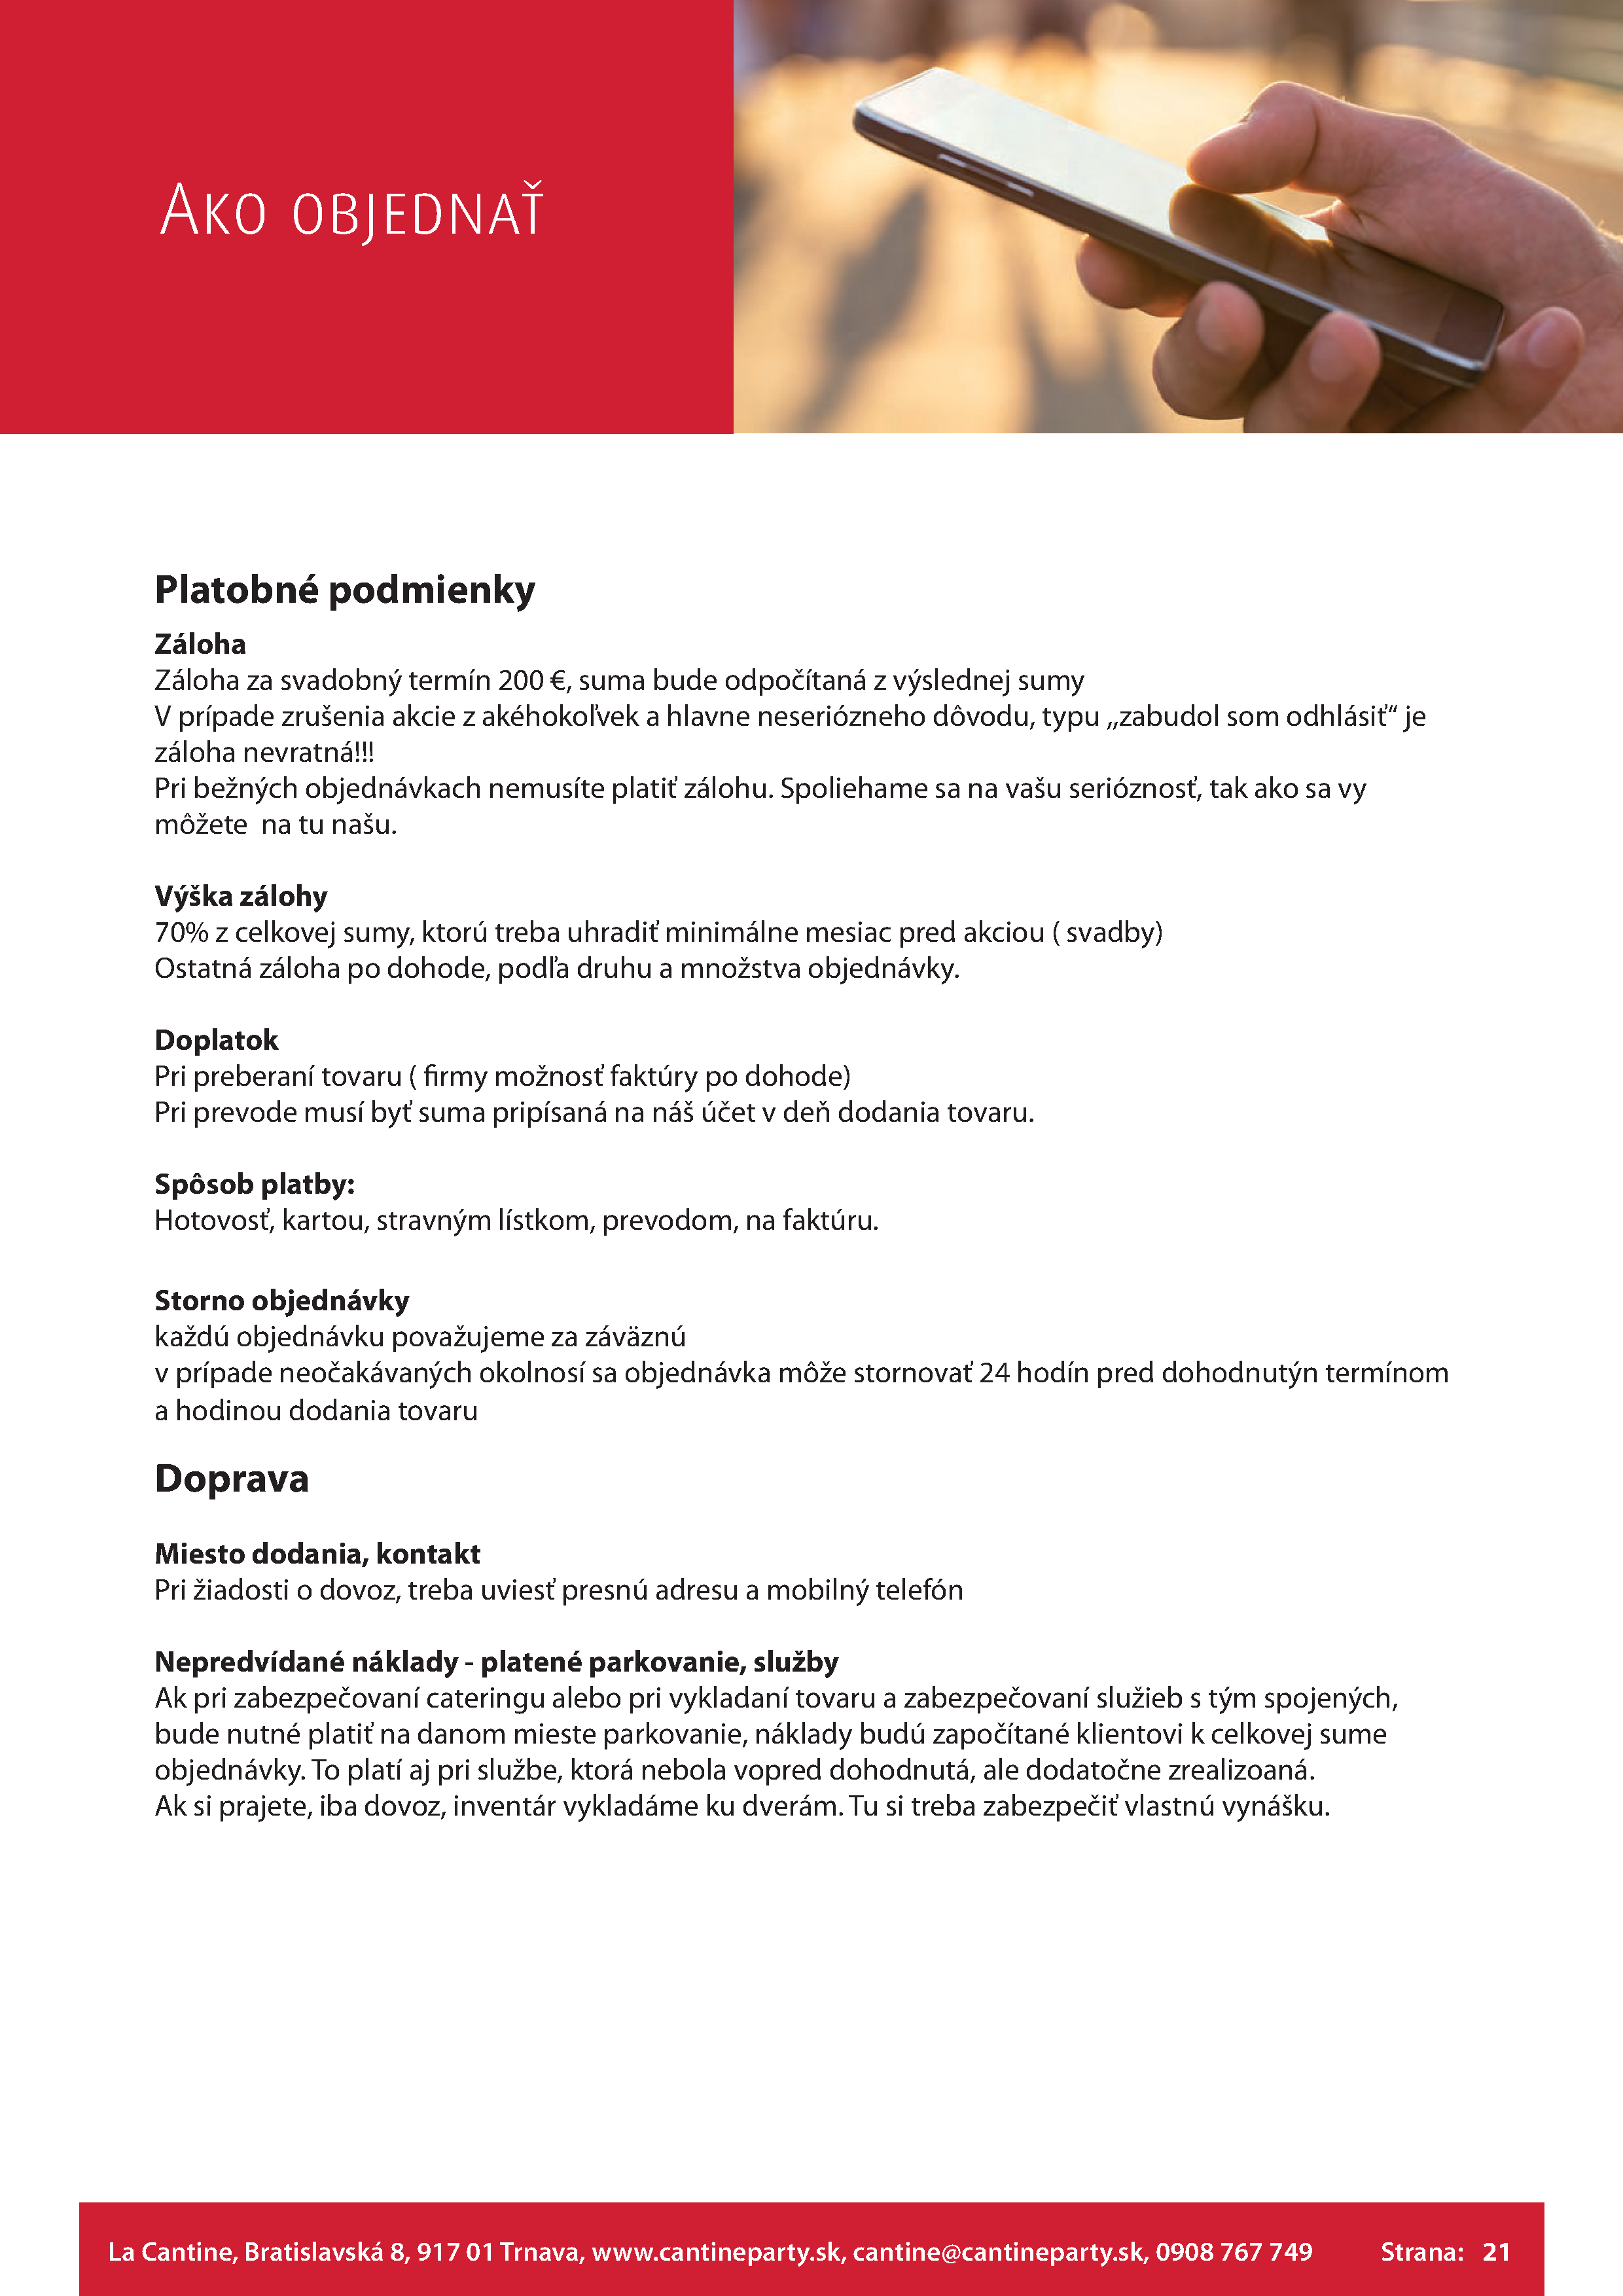 Ako objednať
Platobné podmienky
Záloha
Záloha za svadobný termín 200 €, suma bude odpočítaná z výslednej sumy
V prípade zrušenia akcie z akéhokoľvek a hlavne neseriózneho dôvodu, typu ,,zabudol som odhlásiť“ je
záloha nevratná!!!
Pri bežných objednávkach nemusíte platiť zálohu. Spoliehame sa na vašu serióznosť, tak ako sa vy
môžete  na tu našu.
Výška zálohy
70% z celkovej sumy, ktorú treba uhradiť minimálne mesiac pred akciou ( svadby)
Ostatná záloha po dohode, podľa druhu a množstva objednávky.
Doplatok
Pri preberaní tovaru ( firmy možnosť faktúry po dohode)
Pri prevode musí byť suma pripísaná na náš účet v deň dodania tovaru.
Spôsob platby:
Hotovosť, kartou, stravným lístkom, prevodom, na faktúru.
Storno objednávky
každú objednávku považujeme za záväznú
v prípade neočakávaných okolnosí sa objednávka môže stornovať 24 hodín pred dohodnutýn termínom
a hodinou dodania tovaru
Doprava
Miesto dodania, kontakt
Pri žiadosti o dovoz, treba uviesť presnú adresu a mobilný telefón
Nepredvídané náklady - platené parkovanie, služby
Ak pri zabezpečovaní cateringu alebo pri vykladaní tovaru a zabezpečovaní služieb s tým spojených,
bude nutné platiť na danom mieste parkovanie, náklady budú započítané klientovi k celkovej sume
objednávky. To platí aj pri službe, ktorá nebola vopred dohodnutá, ale dodatočne zrealizoaná.
Ak si prajete, iba dovoz, inventár vykladáme ku dverám. Tu si treba zabezpečiť vlastnú vynášku.
La Cantine, Bratislavská 8, 917 01 Trnava, www.cantineparty.sk, cantine@cantineparty.sk, 0908 767 749 Strana: 21